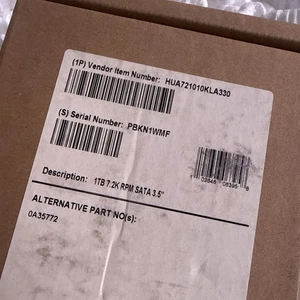 (1P) Vendor Item Number: HUA721010KLA330
(S) Serial Number: PBKN1WMF
Description: 1TB 7.2K RPM SATA 3.5"
ALTERNATIVE PART NO(s):
0A35772